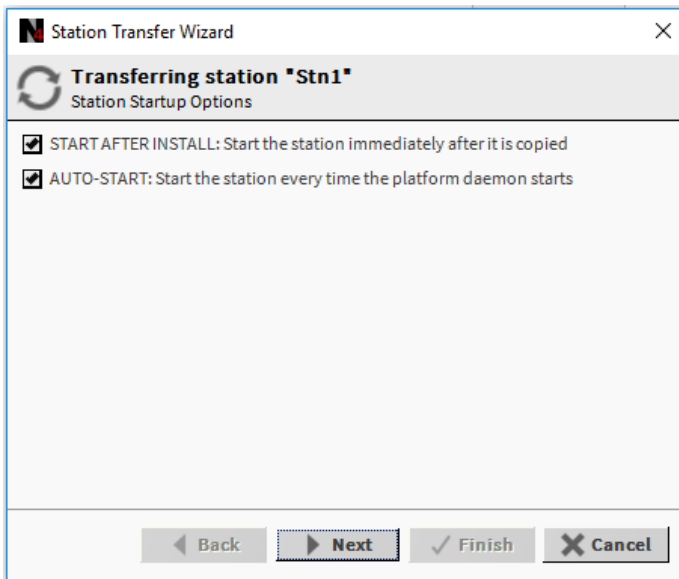 N4 Station Transfer Wizard
Transferring station "Stn1"
Station Startup Options
START AFTER INSTALL: Start the station immediately after it is copied
AUTO-START: Start the station every time the platform daemon starts
Back Next Finish Cancel